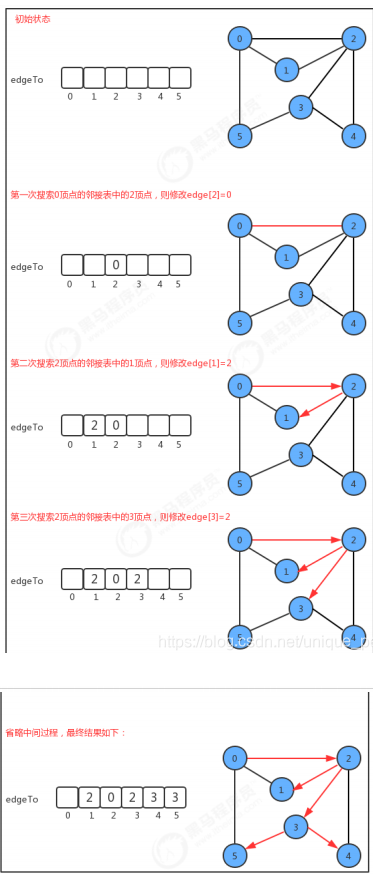 初始状态
edgeTo
0 1 2 3 4 5
0 2 1 3 5 4
第一次搜索0顶点的邻接表中的2顶点，则修改edge[2]=0
edgeTo
0
0 1 2 3 4 5
0 2 1 3 5 4
第二次搜索2顶点的邻接表中的1顶点，则修改edge[1]=2
edgeTo
2 0
0 1 2 3 4 5
0 2 1 3 5 4
第三次搜索2顶点的邻接表中的3顶点，则修改edge[3]=2
edgeTo
2 0 2
0 1 2 3 4 5
0 2 1 3 5 4
https://blog.csdn.net/unique_p
省略中间过程，最终结果如下：
edgeTo
2 0 2 3 3
0 1 2 3 4 5
0 2 1 3 5 4